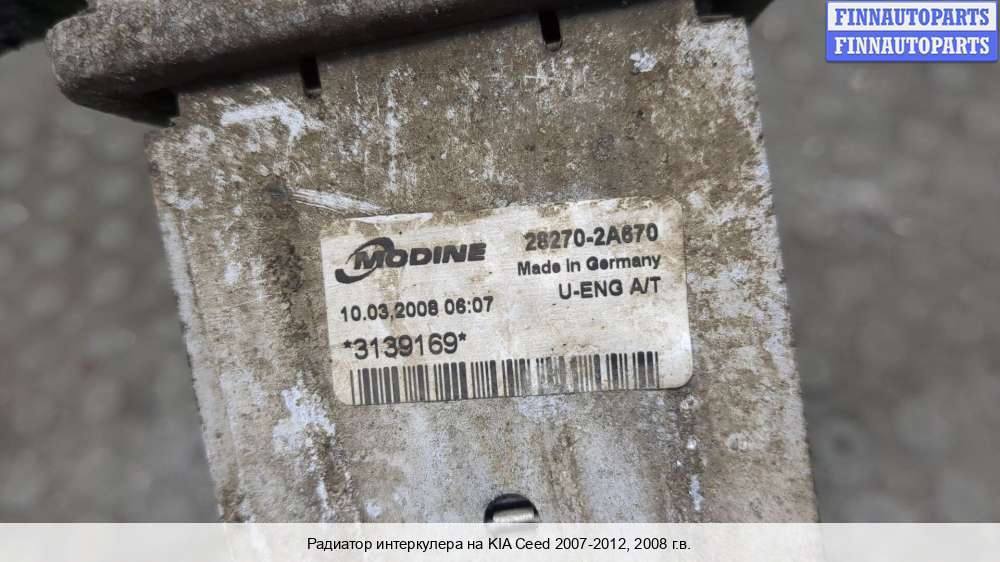 FINNAUTOPARTS
FINNAUTOPARTS
MODINE
28270-2A670
Made in Germany
U-ENG A/T
10.03.2008 06:07
*3139169*
Радиатор интеркулера на KIA Ceed 2007-2012, 2008 г.в.